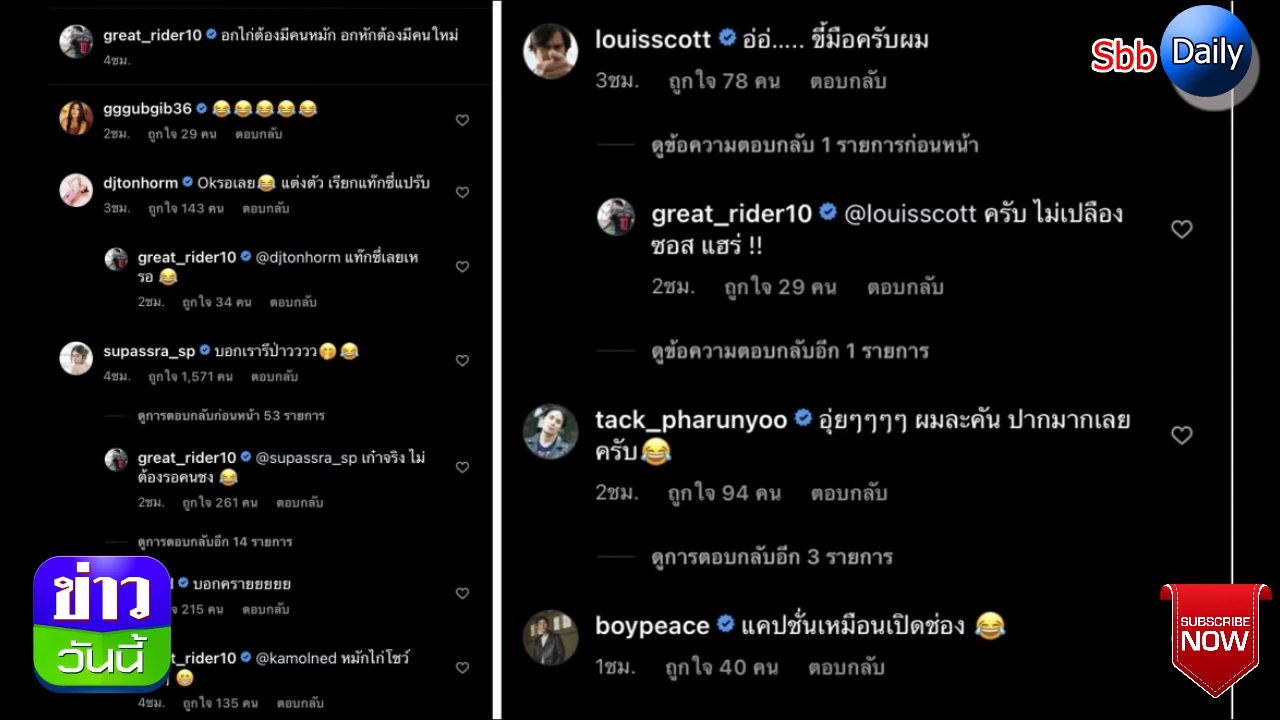 great_rider10 อกไก่ต้องมีคนหมัก อกหักต้องมีคนใหม่
4ชม.
gggubgib36 😂😂😂😂😂
2ชม. ถูกใจ 29 คน ตอบกลับ
djtonhorm Okรอเลย😂 แต่งตัว เรียกแท๊กซี่แปร๊บ
3ชม. ถูกใจ 143 คน ตอบกลับ
great_rider10 @djtonhorm แท๊กซี่เลยเห
รอ 😂
2ชม. ถูกใจ 34 คน ตอบกลับ
supassra_sp บอกเรารึป่าวววว🤭😂
4ชม. ถูกใจ 1,571 คน ตอบกลับ
ดูการตอบกลับก่อนหน้า 53 รายการ
great_rider10 @supassra_sp เก๋าจริง ไม่
ต้องรอคนชง 😂
2ชม. ถูกใจ 261 คน ตอบกลับ
ดูการตอบกลับอีก 14 รายการ
บอกครายยยยย
215 คน ตอบกลับ
t_rider10 @kamolned หมักไก่โชว์
😁
4ชม. ถูกใจ 135 คน ตอบกลับ
ข่าว
วันนี้
louisscott อ่อ่..... ขี้มือครับผม
3ชม. ถูกใจ 78 คน ตอบกลับ
ดูข้อความตอบกลับ 1 รายการก่อนหน้า
great_rider10 @louisscott ครับ ไม่เปลือง
ซอส แฮร่ !!
2ชม. ถูกใจ 29 คน ตอบกลับ
ดูข้อความตอบกลับอีก 1 รายการ
tack_pharunyoo อุ่ยๆๆๆๆ ผมละคัน ปากมากเลย
ครับ😂
2ชม. ถูกใจ 94 คน ตอบกลับ
ดูการตอบกลับอีก 3 รายการ
boypeace แคปชั่นเหมือนเปิดช่อง 😂
1ชม. ถูกใจ 40 คน ตอบกลับ
Sbb Daily
SUBSCRIBE
NOW